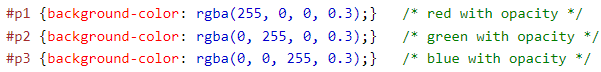 #p1 {background-color: rgba(255, 0, 0, 0.3);}   /* red with opacity */
#p2 {background-color: rgba(0, 255, 0, 0.3);}   /* green with opacity */
#p3 {background-color: rgba(0, 0, 255, 0.3);}   /* blue with opacity */